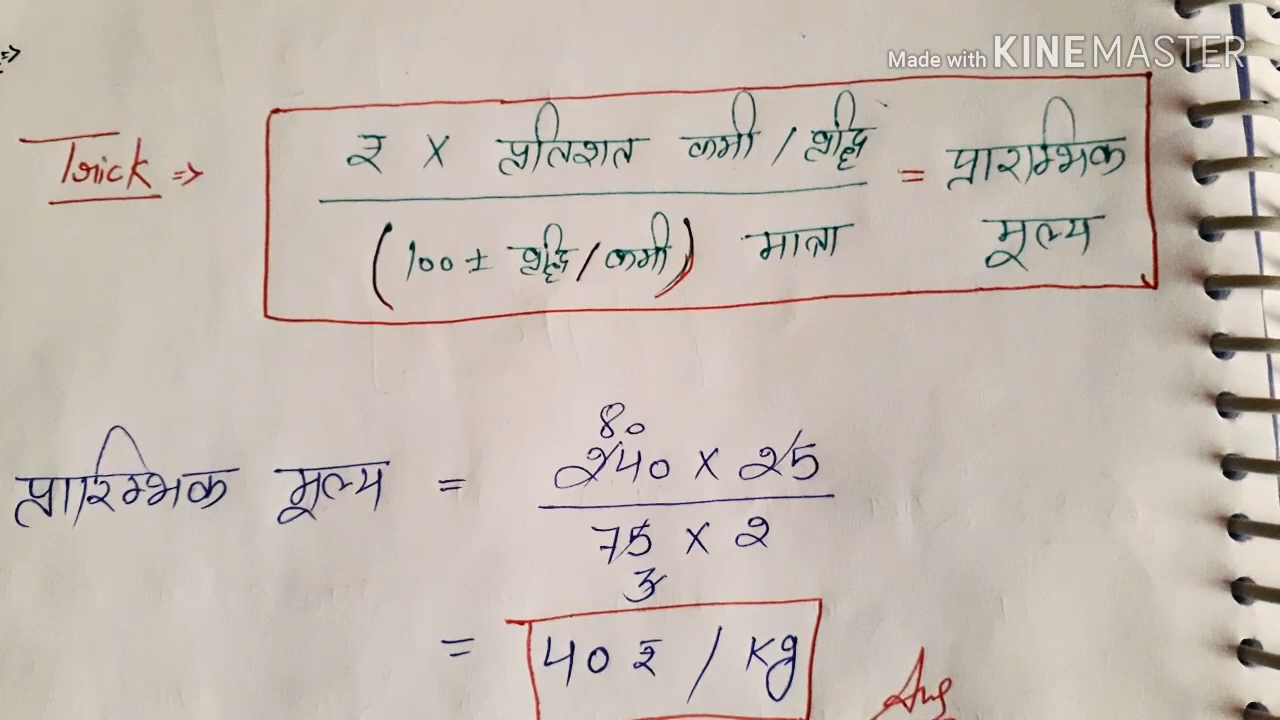 Made with KINEMASTER
=>
Trick =>
₹ X प्रतिशत कमी / वृद्धि
(100 ± वृद्धि / कमी) मात्रा
= प्रारम्भिक मूल्य
80
प्रारम्भिक मूल्य = 240 X 25
75 X 2
3
= 40 ₹ / Kg
Ans